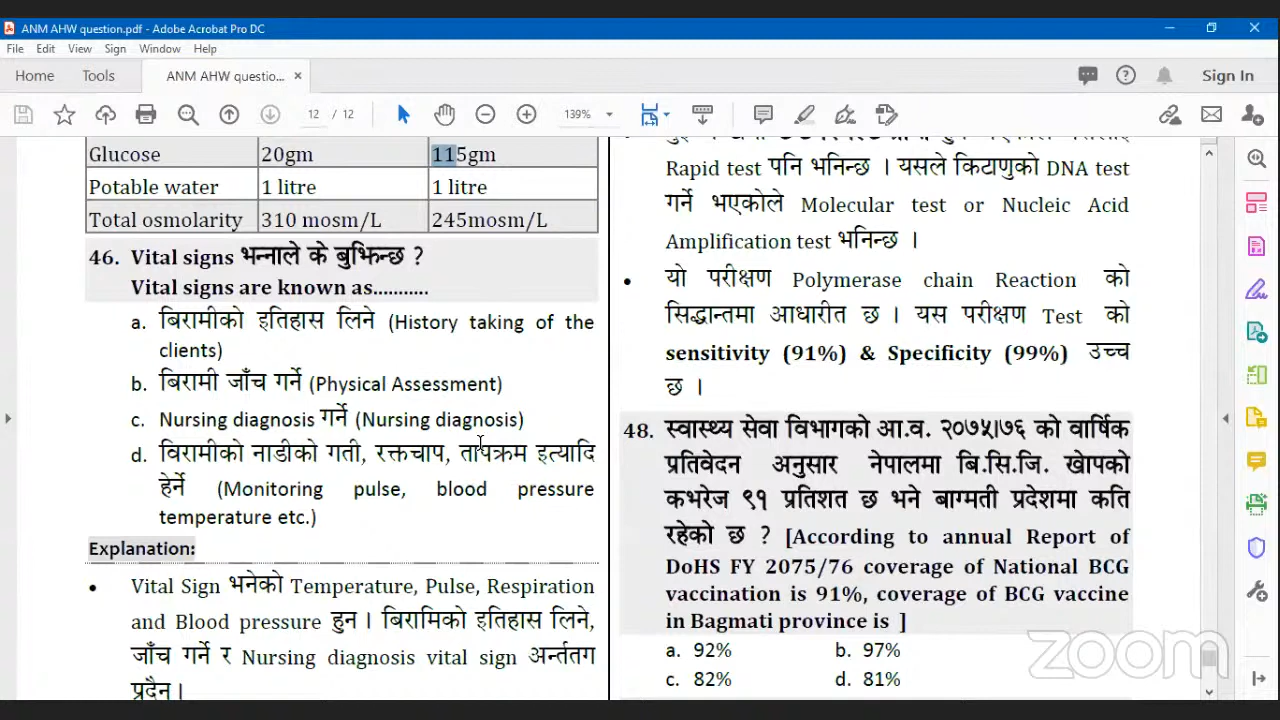 ANM AHW question.pdf - Adobe Acrobat Pro DC
File Edit View Sign Window Help
Home Tools ANM AHW questio... × Sign In
12 / 12 139%
Glucose 20gm 115gm
Potable water 1 litre 1 litre
Total osmolarity 310 mosm/L 245mosm/L
46. Vital signs भन्नाले के बुझिन्छ ?
Vital signs are known as...........
a. बिरामीको इतिहास लिने (History taking of the
clients)
b. बिरामी जाँच गर्ने (Physical Assessment)
c. Nursing diagnosis गर्ने (Nursing diagnosis)
d. विरामीको नाडीको गती, रक्तचाप, तापक्रम इत्यादि
हेर्ने (Monitoring pulse, blood pressure
temperature etc.)
Explanation:
• Vital Sign भनेको Temperature, Pulse, Respiration
and Blood pressure हुन । बिरामिको इतिहास लिने,
जाँच गर्ने र Nursing diagnosis vital sign अर्न्ततग
प्रदैन ।
Rapid test पनि भनिन्छ । यसले किटाणुको DNA test
गर्ने भएकोले Molecular test or Nucleic Acid
Amplification test भनिन्छ ।
• यो परीक्षण Polymerase chain Reaction को
सिद्धान्तमा आधारीत छ । यस परीक्षण Test को
sensitivity (91%) & Specificity (99%) उच्च
छ ।
48. स्वास्थ्य सेवा विभागको आ.व. २०७५।७६ को वार्षिक
प्रतिवेदन अनुसार नेपालमा बि.सि.जि. खोपको
कभरेज ९१ प्रतिशत छ भने बाग्मती प्रदेशमा कति
रहेको छ ? [According to annual Report of
DoHS FY 2075/76 coverage of National BCG
vaccination is 91%, coverage of BCG vaccine
in Bagmati province is ]
a. 92% b. 97%
c. 82% d. 81%
zoom